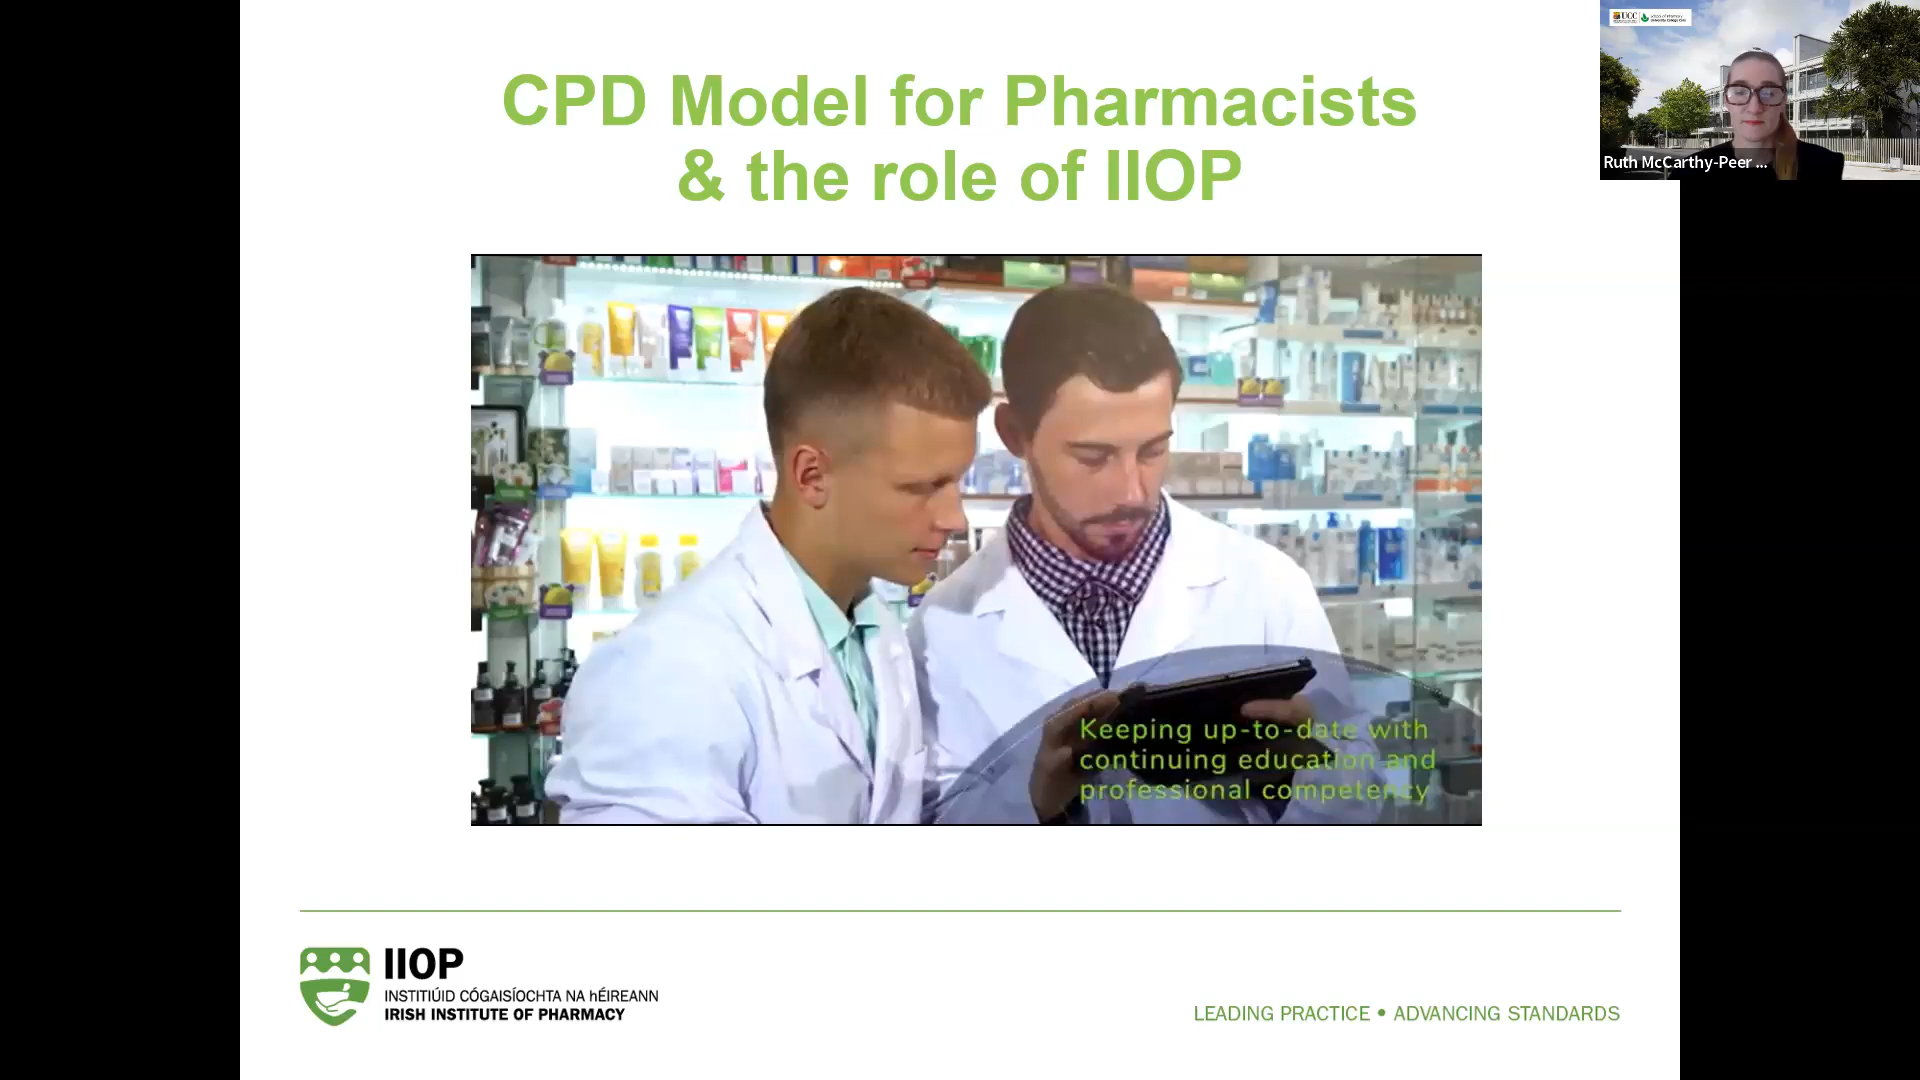 CPD Model for Pharmacists
& the role of IIOP
Keeping up-to-date with
continuing education and
professional competency
IIOP
INSTITIÚID CÓGAISÍOCHTA NA hÉIREANN
IRISH INSTITUTE OF PHARMACY
LEADING PRACTICE • ADVANCING STANDARDS
UCC
Ruth McCarthy-Peer ...